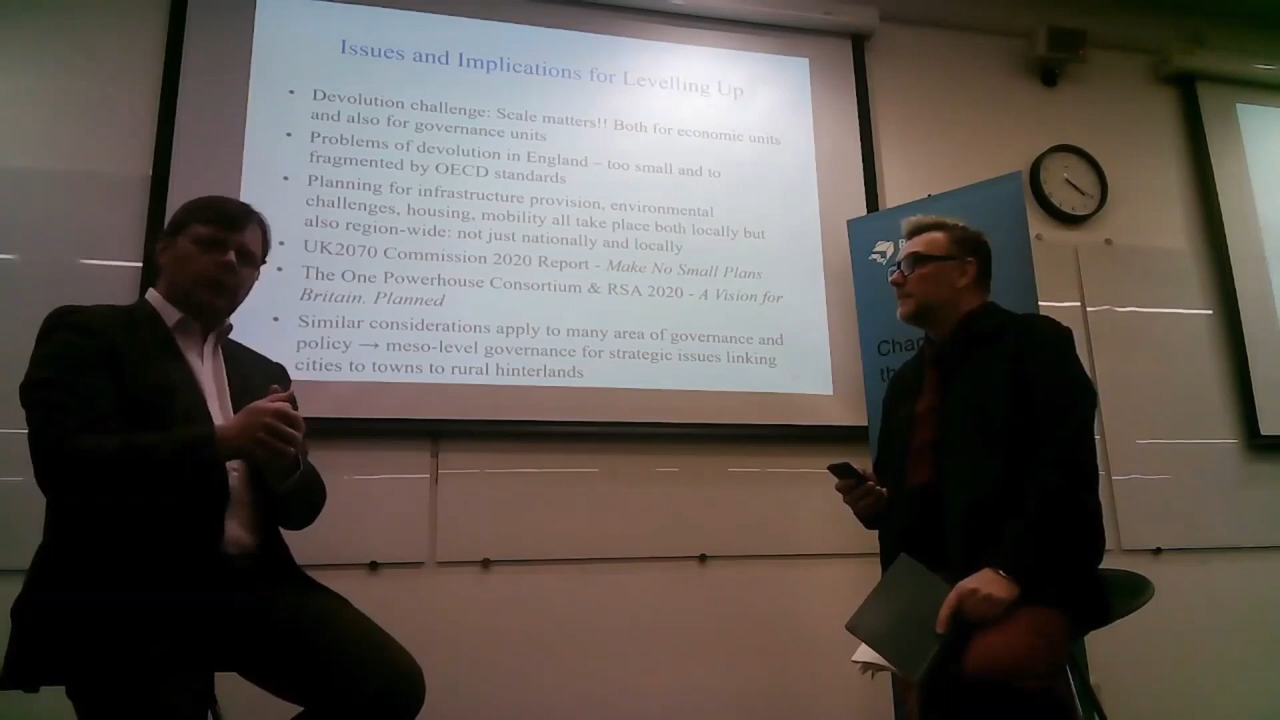 Issues and Implications for Levelling Up
• Devolution challenge: Scale matters!! Both for economic units
and also for governance units
• Problems of devolution in England – too small and to
fragmented by OECD standards
• Planning for infrastructure provision, environmental
challenges, housing, mobility all take place both locally but
also region-wide: not just nationally and locally
• UK2070 Commission 2020 Report - Make No Small Plans
• The One Powerhouse Consortium & RSA 2020 - A Vision for
Britain. Planned
• Similar considerations apply to many area of governance and
policy → meso-level governance for strategic issues linking
cities to towns to rural hinterlands